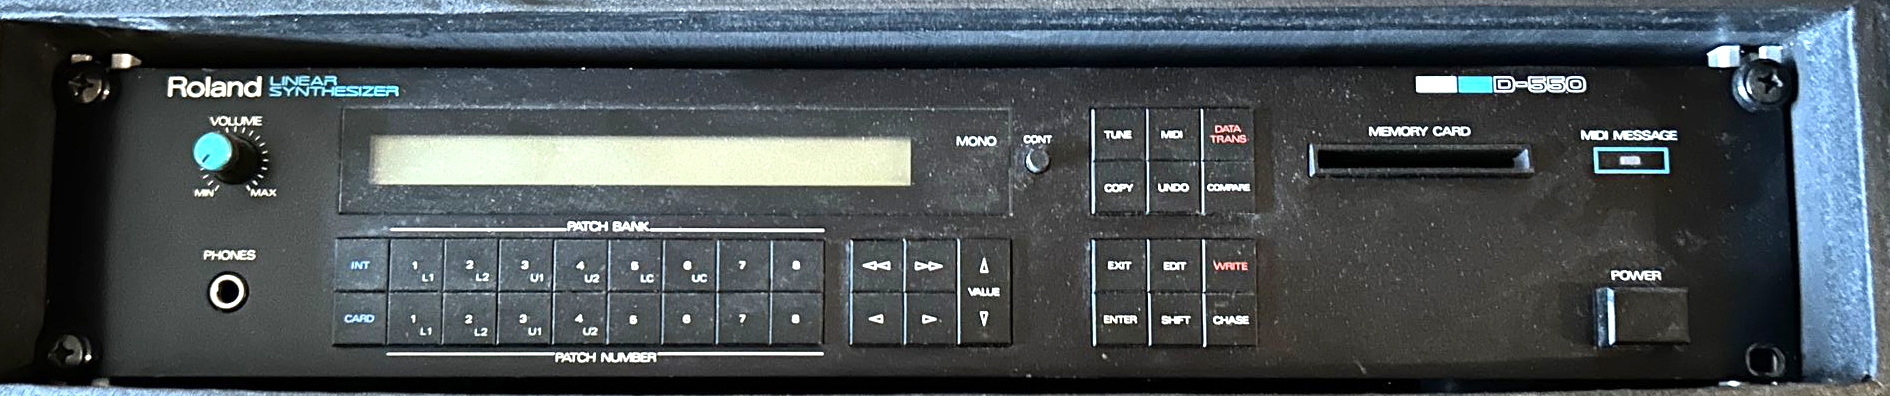 Roland LINEAR
SYNTHESIZER
D-550
VOLUME
MIN MAX
PHONES
MONO
CONT
TUNE MIDI DATA
TRANS
COPY UNDO COMPARE
MEMORY CARD
MIDI MESSAGE
PATCH BANK
INT 1 L1 2 L2 3 U1 4 U2 5 LC 6 UC 7 8
CARD 1 L1 2 L2 3 U1 4 U2 5 6 7 8
PATCH NUMBER
VALUE
EXIT EDIT WRITE
ENTER SHIFT CHASE
POWER